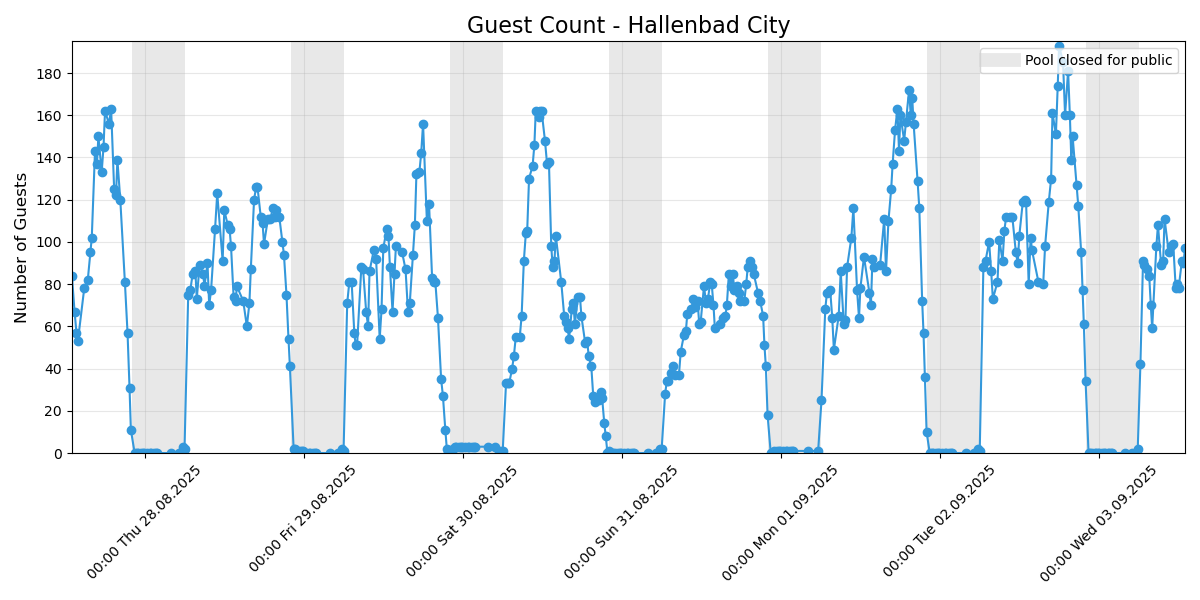 Guest Count - Hallenbad City
Pool closed for public
Number of Guests
180
160
140
120
100
80
60
40
20
0
00:00 Thu 28.08.2025
00:00 Fri 29.08.2025
00:00 Sat 30.08.2025
00:00 Sun 31.08.2025
00:00 Mon 01.09.2025
00:00 Tue 02.09.2025
00:00 Wed 03.09.2025